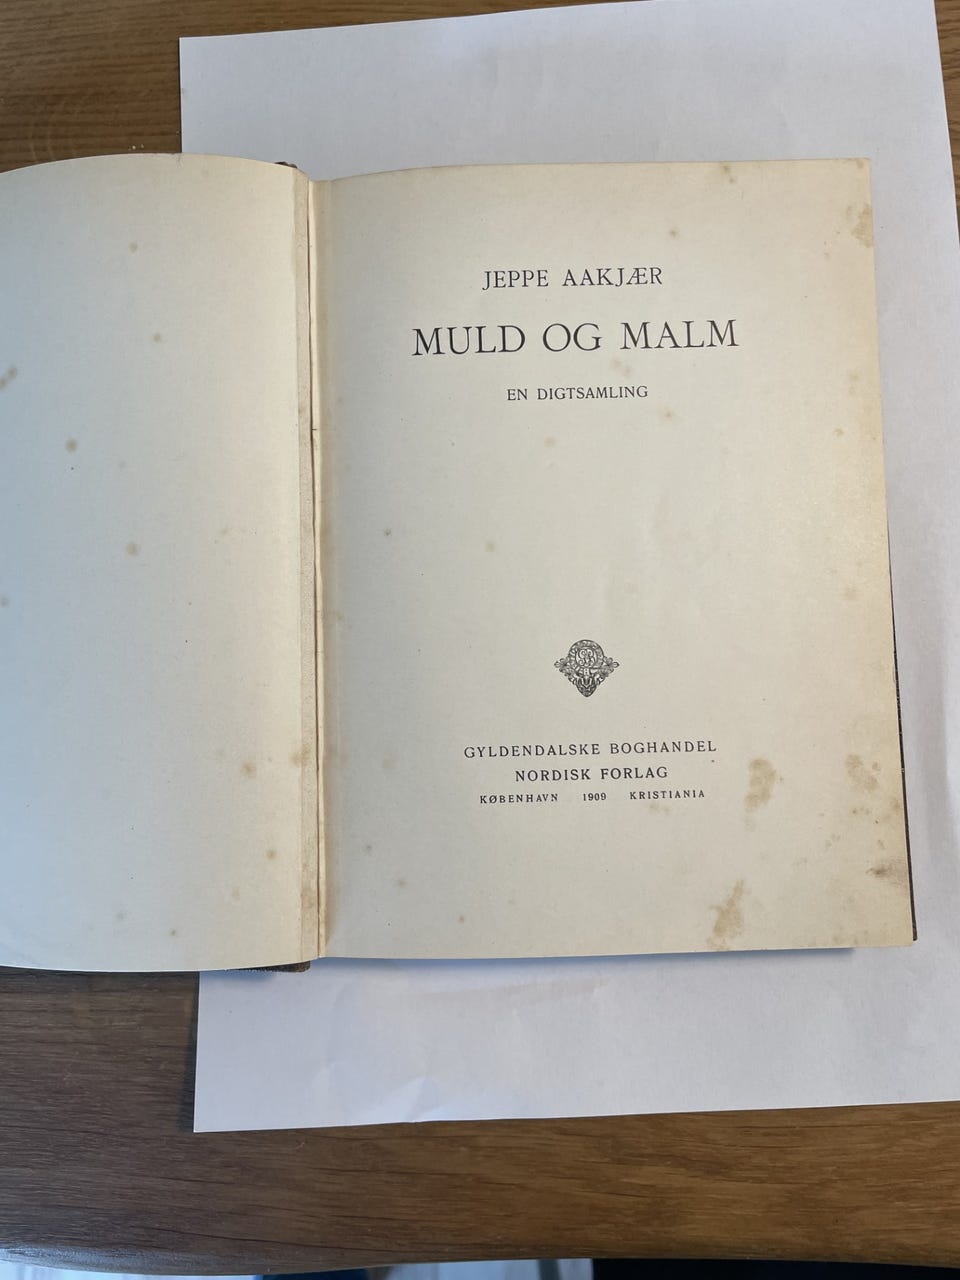 JEPPE AAKJÆR
MULD OG MALM
EN DIGTSAMLING
GYLDENDALSKE BOGHANDEL
NORDISK FORLAG
KØBENHAVN 1909 KRISTIANIA